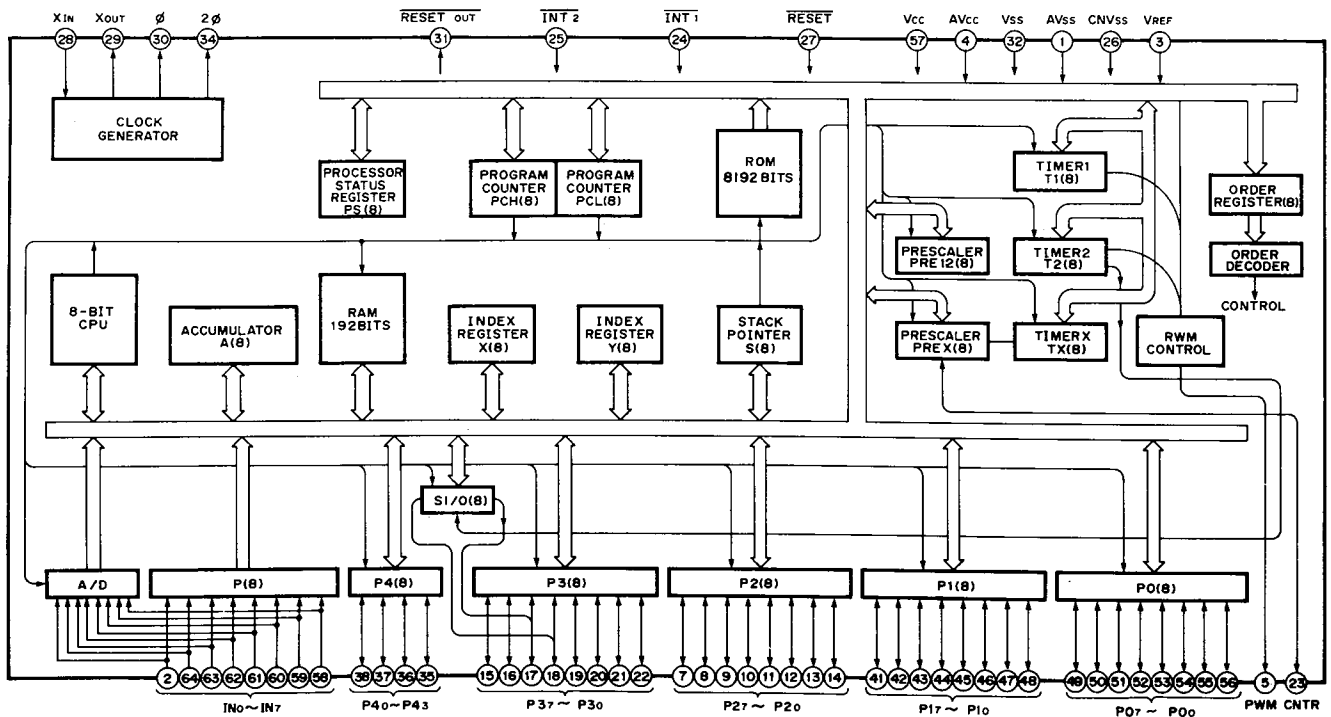 XIN XOUT φ 2φ RESET OUT INT 2 INT 1 RESET VCC AVCC VSS AVSS CNVSS VREF
28 29 30 34 31 25 24 27 57 4 32 1 26 3
CLOCK
GENERATOR
PROCESSOR
STATUS
REGISTER
PS(8)
PROGRAM
COUNTER
PCH(8)
PROGRAM
COUNTER
PCL(8)
ROM
8192BITS
TIMER1
T1(8)
ORDER
REGISTER(8)
PRESCALER
PRE12(8)
TIMER2
T2(8)
ORDER
DECODER
CONTROL
8-BIT
CPU
ACCUMULATOR
A(8)
RAM
192BITS
INDEX
REGISTER
X(8)
INDEX
REGISTER
Y(8)
STACK
POINTER
S(8)
PRESCALER
PREX(8)
TIMERX
TX(8)
RWM
CONTROL
SI/O(8)
A/D P(8) P4(8) P3(8) P2(8) P1(8) P0(8)
2 64 63 62 61 60 59 58 38 37 36 35 15 16 17 18 19 20 21 22 7 8 9 10 11 12 13 14 41 42 43 44 45 46 47 48 49 50 51 52 53 54 55 56 5 23
IN0~IN7 P40~P43 P37~P30 P27~P20 P17~P10 P07~P00 PWM CNTR